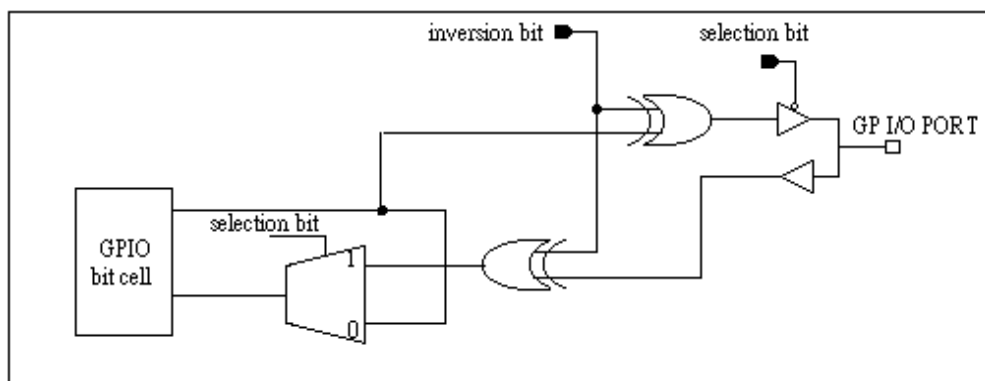 inversion bit
selection bit
GP I/O PORT
selection bit
GPIO
bit cell
1
0